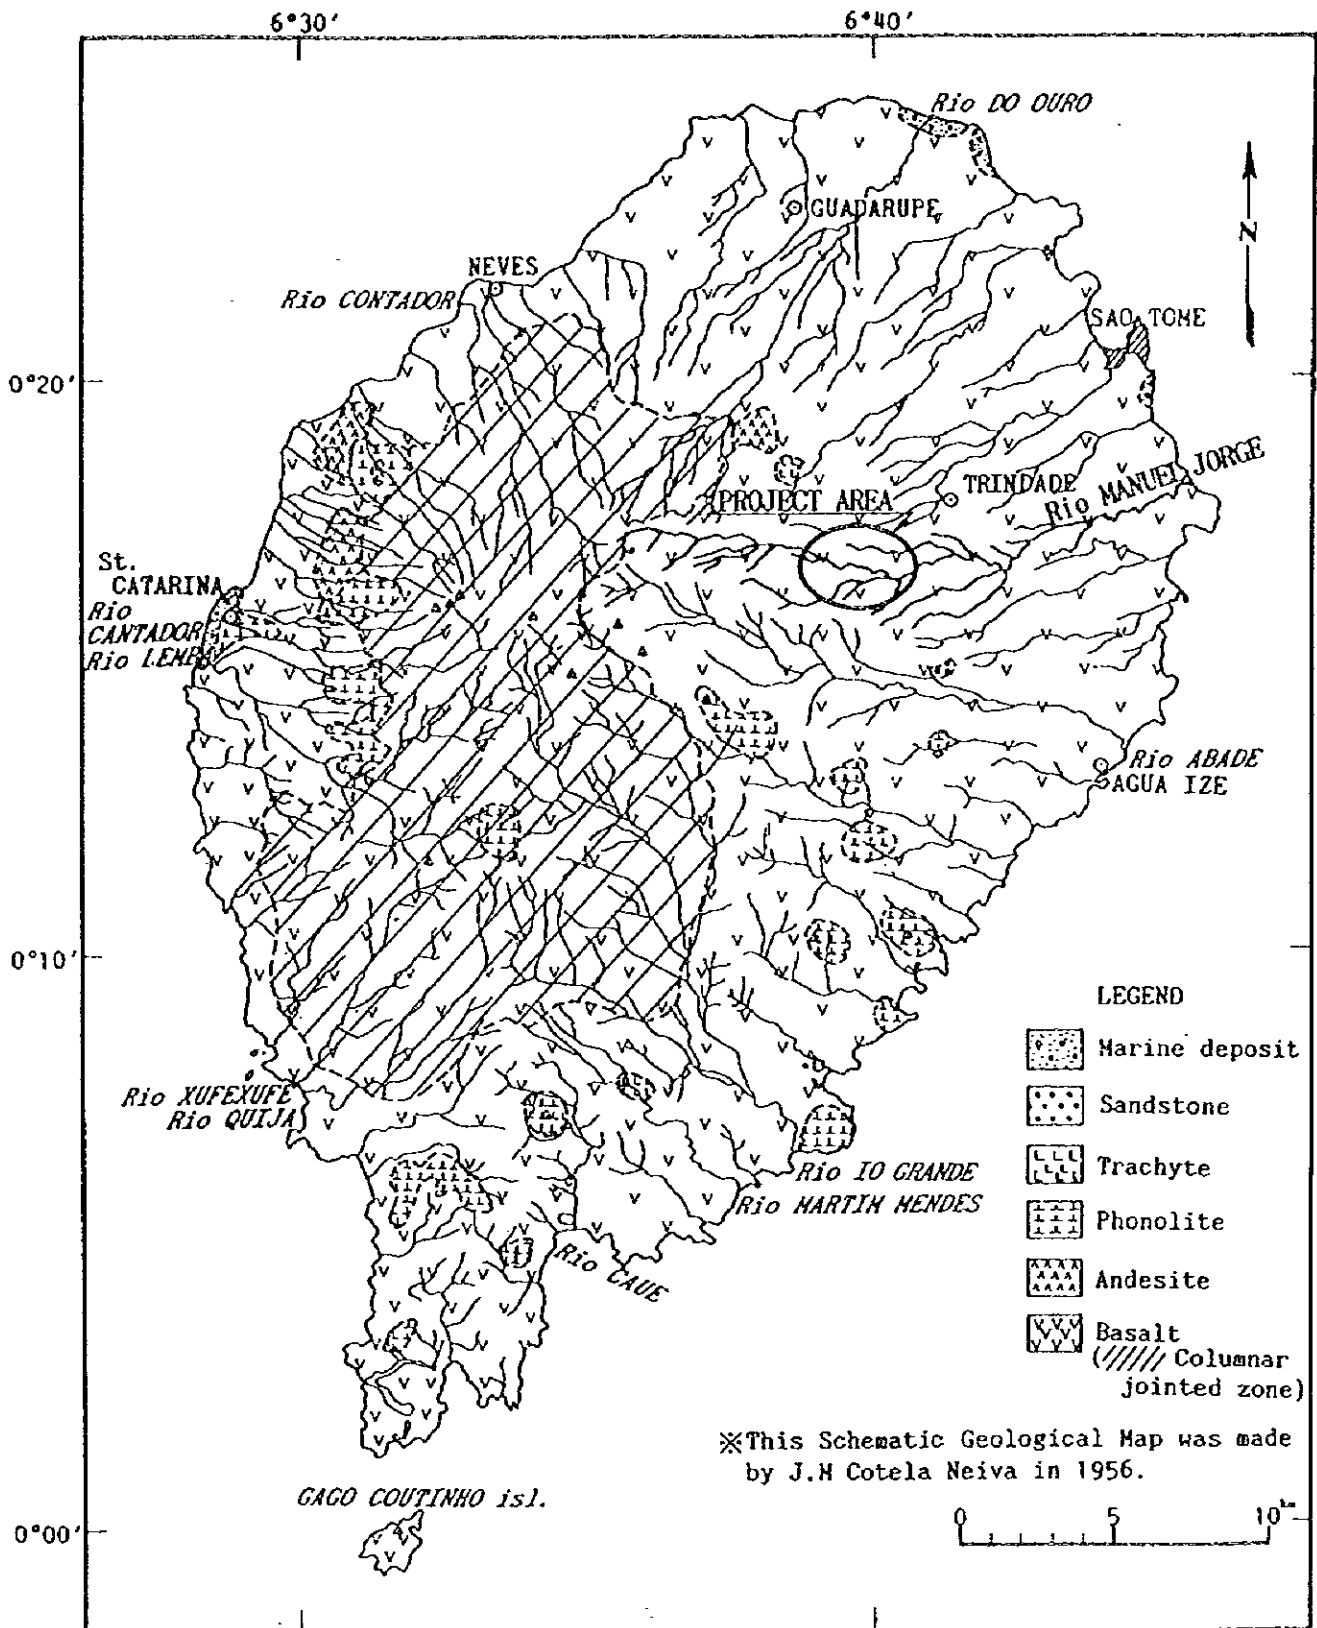 6°30′
6°40′
Rio DO OURO
N
GUADARUPE
NEVES
Rio CONTADOR
SAO TOME
0°20′
TRINDADE
Rio MANUEL JORGE
PROJECT AREA
St.
CATARINA
Rio
CANTADOR
Rio LEMBA
Rio ABADE
AGUA IZE
0°10′
LEGEND
Marine deposit
Sandstone
Trachyte
Phonolite
Andesite
Basalt
(////// Columnar
jointed zone)
Rio XUFEXUFE
Rio QUIJA
Rio IO GRANDE
Rio MARTIM MENDES
Rio CAUE
※This Schematic Geological Map was made
by J.H Cotela Neiva in 1956.
GAGO COUTINHO isl.
0 5 10km
0°00′